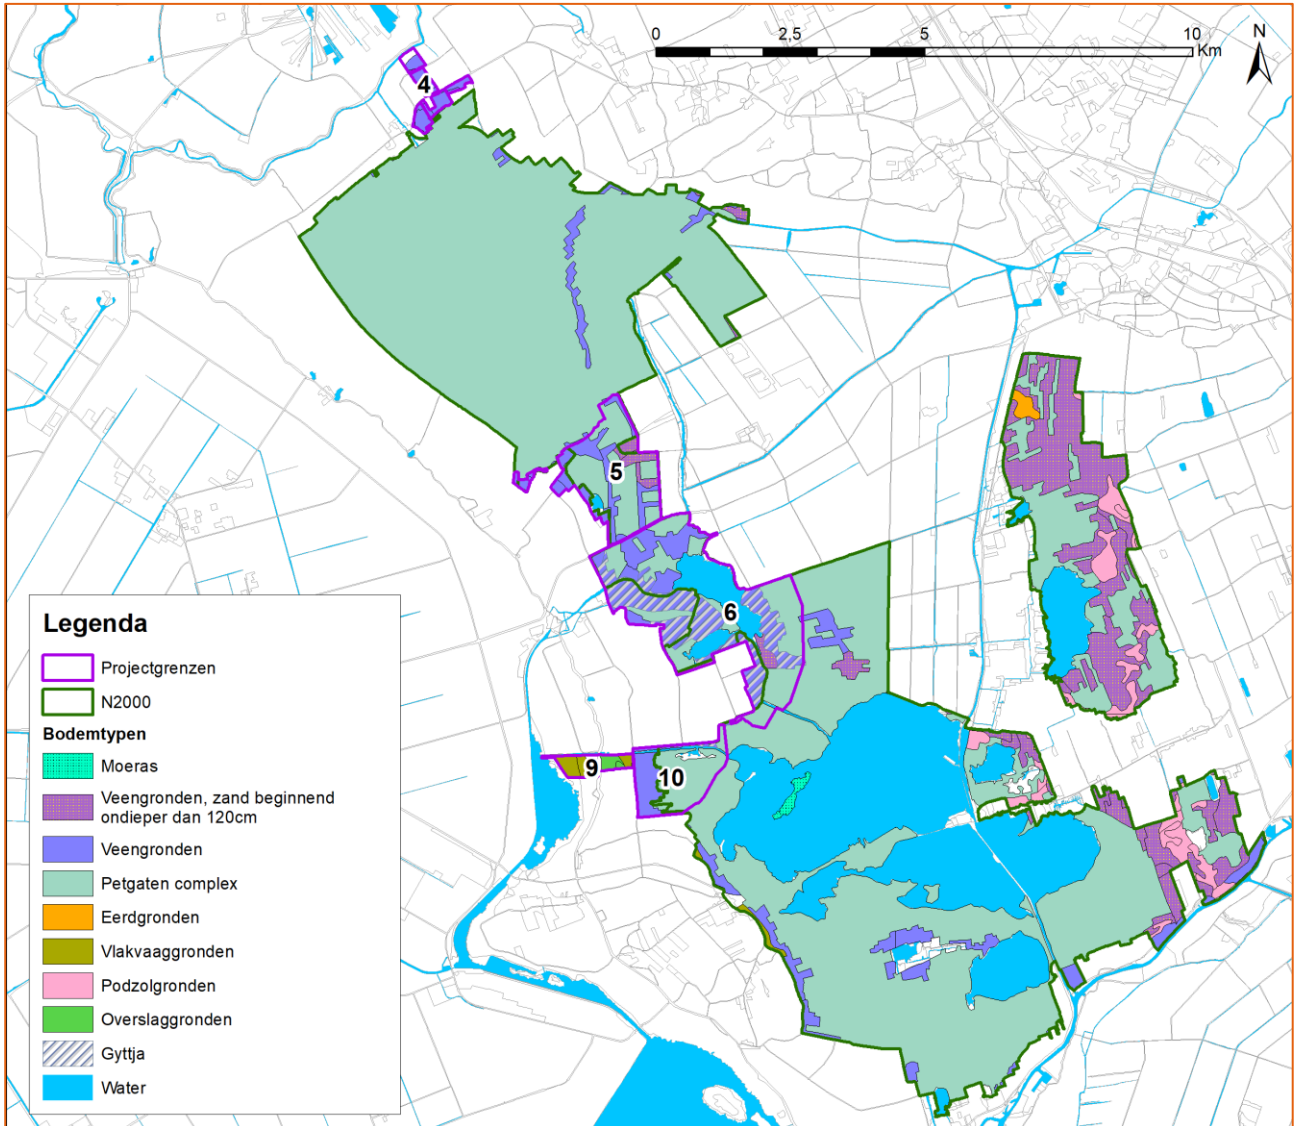 0 2,5 5 10
Km
N
4
5
6
9
10
Legenda
Projectgrenzen
N2000
Bodemtypen
Moeras
Veengronden, zand beginnend
ondieper dan 120cm
Veengronden
Petgaten complex
Eerdgronden
Vlakvaaggronden
Podzolgronden
Overslaggronden
Gyttja
Water